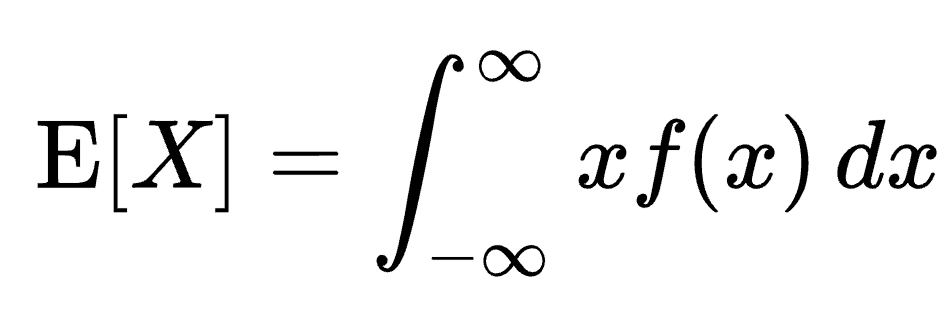 E[X] = ∫_{-∞}^{∞} x f(x) dx